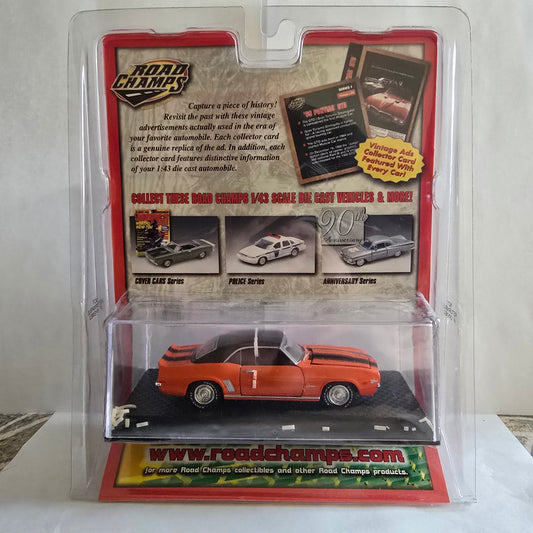 ROAD
CHAMPS
Capture a piece of history!
Revisit the past with these vintage
advertisements actually used in the era of
your favorite automobile. Each collector card
is a genuine replica of the ad. In addition, each
collector card features distinctive information
of your 1:43 die cast automobile.
SERIES 1
Vintage Ads
Collector Card
Featured With
Every Car!
COLLECT THESE ROAD CHAMPS 1/43 SCALE DIE CAST VEHICLES & MORE!
90th
Anniversary
COVER CARS Series
POLICE Series
ANNIVERSARY Series
www.roadchamps.com
for more Road Champs collectibles and other Road Champs products.